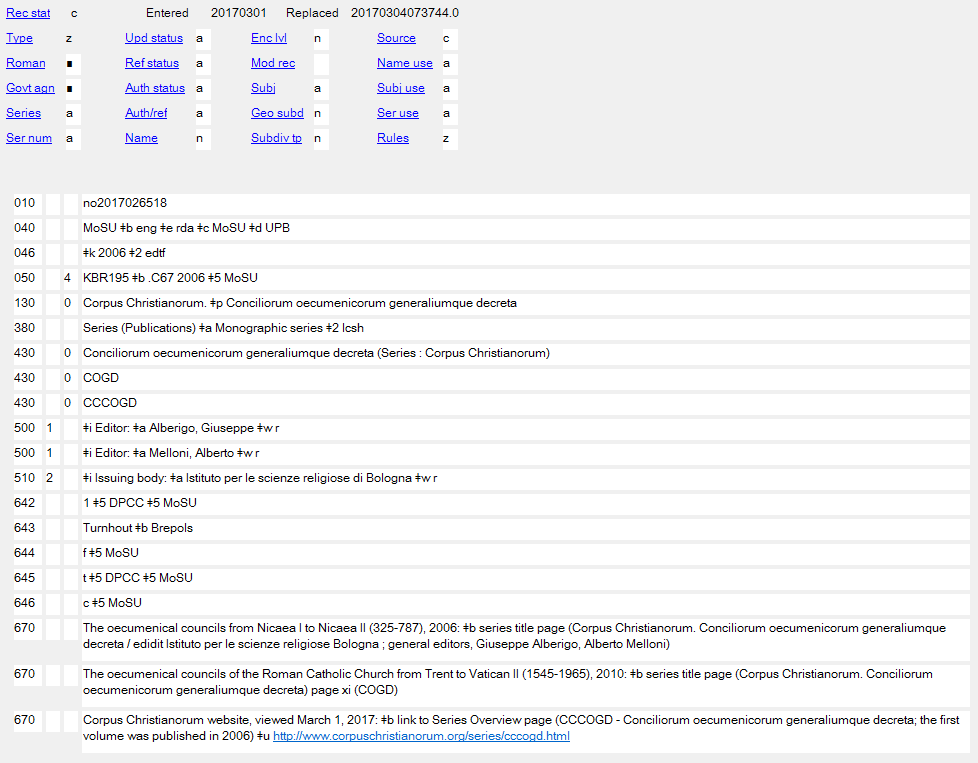 Rec stat c Entered 20170301 Replaced 20170304073744.0
Type z Upd status a Enc lvl n Source c
Roman ■ Ref status a Mod rec Name use a
Govt agn ■ Auth status a Subj a Subj use a
Series a Auth/ref a Geo subd n Ser use a
Ser num a Name n Subdiv tp n Rules z
010 no2017026518
040 MoSU ǂb eng ǂe rda ǂc MoSU ǂd UPB
046 ǂk 2006 ǂ2 edtf
050 4 KBR195 ǂb .C67 2006 ǂ5 MoSU
130 0 Corpus Christianorum. ǂp Conciliorum oecumenicorum generaliumque decreta
380 Series (Publications) ǂa Monographic series ǂ2 lcsh
430 0 Conciliorum oecumenicorum generaliumque decreta (Series : Corpus Christianorum)
430 0 COGD
430 0 CCCOGD
500 1 ǂi Editor: ǂa Alberigo, Giuseppe ǂw r
500 1 ǂi Editor: ǂa Melloni, Alberto ǂw r
510 2 ǂi Issuing body: ǂa Istituto per le scienze religiose di Bologna ǂw r
642 1 ǂ5 DPCC ǂ5 MoSU
643 Turnhout ǂb Brepols
644 f ǂ5 MoSU
645 t ǂ5 DPCC ǂ5 MoSU
646 c ǂ5 MoSU
670 The oecumenical councils from Nicaea I to Nicaea II (325-787), 2006: ǂb series title page (Corpus Christianorum. Conciliorum oecumenicorum generaliumque
decreta / edidit Istituto per le scienze religiose Bologna ; general editors, Giuseppe Alberigo, Alberto Melloni)
670 The oecumenical councils of the Roman Catholic Church from Trent to Vatican II (1545-1965), 2010: ǂb series title page (Corpus Christianorum. Conciliorum
oecumenicorum generaliumque decreta) page xi (COGD)
670 Corpus Christianorum website, viewed March 1, 2017: ǂb link to Series Overview page (CCCOGD - Conciliorum oecumenicorum generaliumque decreta; the first
volume was published in 2006) ǂu http://www.corpuschristianorum.org/series/cccogd.html